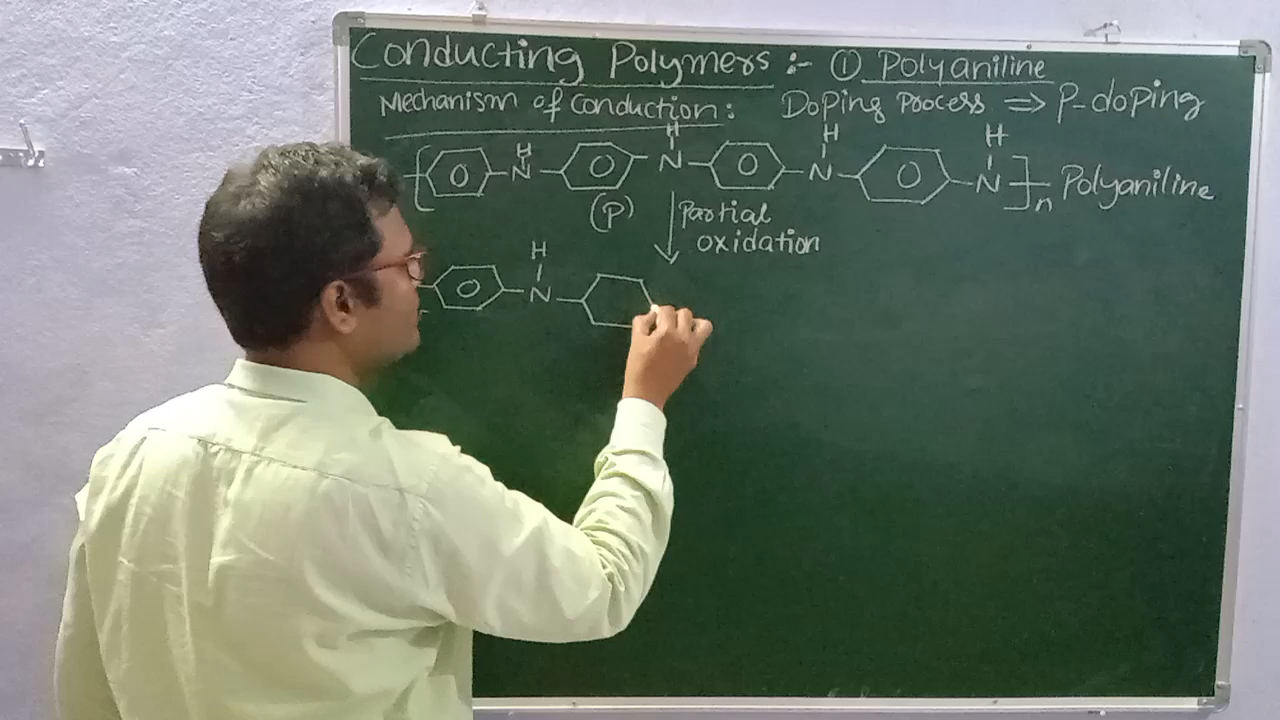 Conducting Polymers :- ① Polyaniline
Mechanism of Conduction : Doping Process ⇒ P-doping
H H H H
[ N N N N ]n Polyaniline
(P) Partial
oxidation
H
N